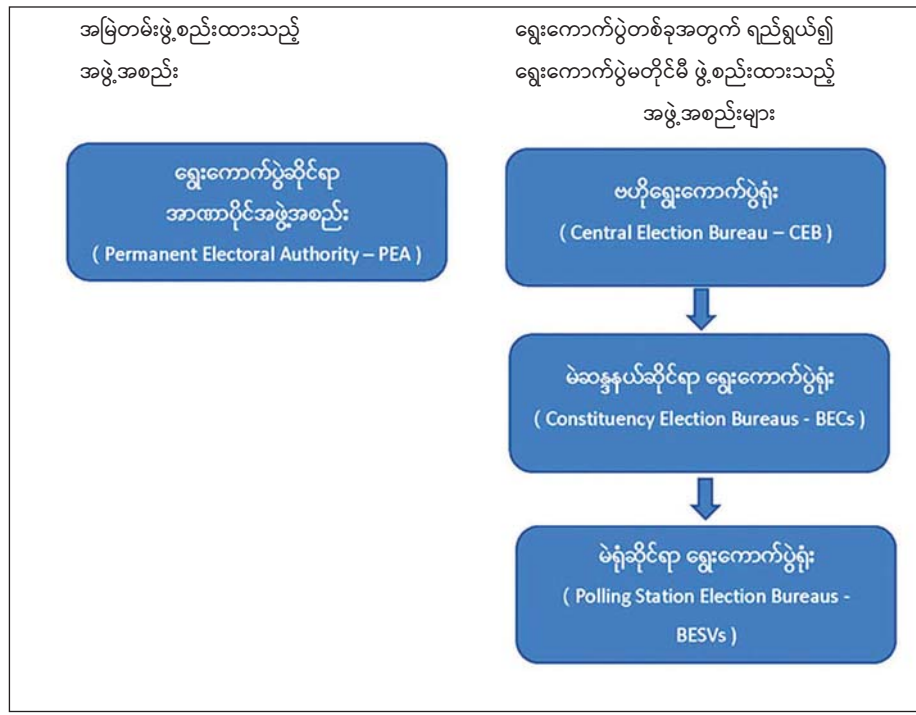 အမြဲတမ်းဖွဲ့စည်းထားသည့်
အဖွဲ့အစည်း
ရွေးကောက်ပွဲတစ်ခုအတွက် ရည်ရွယ်၍
ရွေးကောက်ပွဲမတိုင်မီ ဖွဲ့စည်းထားသည့်
အဖွဲ့အစည်းများ
ရွေးကောက်ပွဲဆိုင်ရာ
အာဏာပိုင်အဖွဲ့အစည်း
( Permanent Electoral Authority – PEA )
ဗဟိုရွေးကောက်ပွဲရုံး
( Central Election Bureau – CEB )
မဲဆန္ဒနယ်ဆိုင်ရာ ရွေးကောက်ပွဲရုံး
( Constituency Election Bureaus - BECs )
မဲရုံဆိုင်ရာ ရွေးကောက်ပွဲရုံး
( Polling Station Election Bureaus -
BESVs )